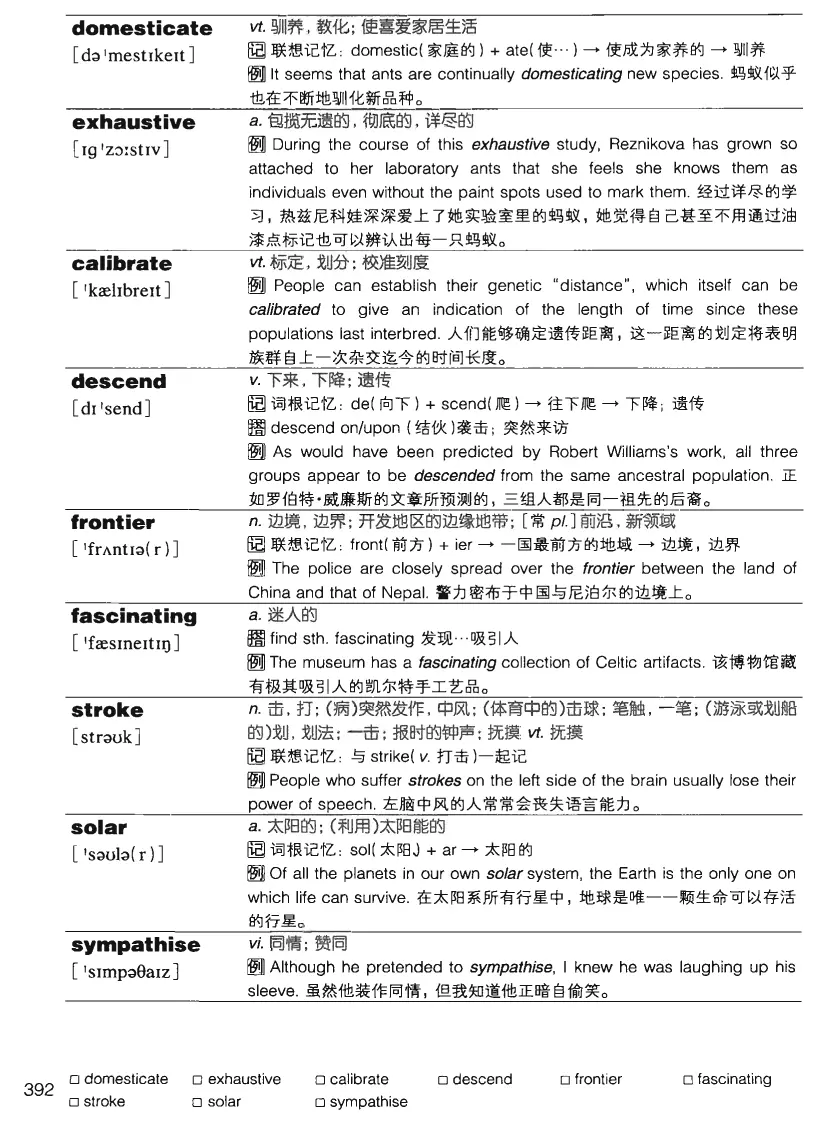 domesticate vt. 驯养, 教化; 使喜爱家居生活
[dəˈmestɪkeɪt] 记 联想记忆: domestic(家庭的) + ate(使…) → 使成为家养的 → 驯养
例 It seems that ants are continually domesticating new species. 蚂蚁似乎
也在不断地驯化新品种。
exhaustive a. 包揽无遗的, 彻底的, 详尽的
[ɪgˈzɔːstɪv] 例 During the course of this exhaustive study, Reznikova has grown so
attached to her laboratory ants that she feels she knows them as
individuals even without the paint spots used to mark them. 经过详尽的学
习, 热兹尼科娃深深爱上了她实验室里的蚂蚁, 她觉得自己甚至不用通过油
漆点标记也可以辨认出每一只蚂蚁。
calibrate vt. 标定, 划分; 校准刻度
[ˈkælɪbreɪt] 例 People can establish their genetic "distance", which itself can be
calibrated to give an indication of the length of time since these
populations last interbred. 人们能够确定遗传距离, 这一距离的划定将表明
族群自上一次杂交迄今的时间长度。
descend v. 下来, 下降; 遗传
[dɪˈsend] 记 词根记忆: de(向下) + scend(爬) → 往下爬 → 下降; 遗传
搭 descend on/upon (结伙)袭击; 突然来访
例 As would have been predicted by Robert Williams's work, all three
groups appear to be descended from the same ancestral population. 正
如罗伯特·威廉斯的文章所预测的, 三组人都是同一祖先的后裔。
frontier n. 边境, 边界; 开发地区的边缘地带; [常 pl.] 前沿, 新领域
[ˈfrʌntɪə(r)] 记 联想记忆: front(前方) + ier → 一国最前方的地域 → 边境, 边界
例 The police are closely spread over the frontier between the land of
China and that of Nepal. 警力密布于中国与尼泊尔的边境上。
fascinating a. 迷人的
[ˈfæsɪneɪtɪŋ] 搭 find sth. fascinating 发现…吸引人
例 The museum has a fascinating collection of Celtic artifacts. 该博物馆藏
有极其吸引人的凯尔特手工艺品。
stroke n. 击, 打; (病)突然发作, 中风; (体育中的)击球; 笔触, 一笔; (游泳或划船
[strəʊk] 的)划, 划法; 一击; 报时的钟声; 抚摸 vt. 抚摸
记 联想记忆: 与 strike(v. 打击)一起记
例 People who suffer strokes on the left side of the brain usually lose their
power of speech. 左脑中风的人常常会丧失语言能力。
solar a. 太阳的; (利用)太阳能的
[ˈsəʊlə(r)] 记 词根记忆: sol(太阳) + ar → 太阳的
例 Of all the planets in our own solar system, the Earth is the only one on
which life can survive. 在太阳系所有行星中, 地球是唯一一颗生命可以存活
的行星。
sympathise vi. 同情; 赞同
[ˈsɪmpəθaɪz] 例 Although he pretended to sympathise, I knew he was laughing up his
sleeve. 虽然他装作同情, 但我知道他正暗自偷笑。
392 □ domesticate □ exhaustive □ calibrate □ descend □ frontier □ fascinating
□ stroke □ solar □ sympathise